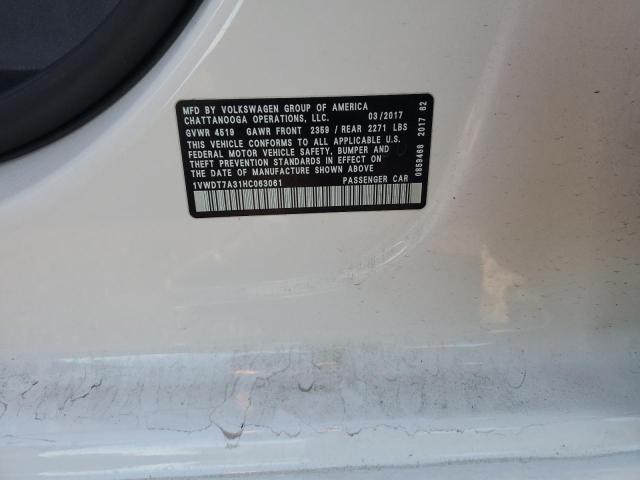 MFD BY VOLKSWAGEN GROUP OF AMERICA
CHATTANOOGA OPERATIONS, LLC. 03/2017
GVWR 4519 GAWR FRONT 2359 / REAR 2271 LBS
THIS VEHICLE CONFORMS TO ALL APPLICABLE U.S.
FEDERAL MOTOR VEHICLE SAFETY, BUMPER AND
THEFT PREVENTION STANDARDS IN EFFECT ON
THE DATE OF MANUFACTURE SHOWN ABOVE
1VWDT7A31HC063061 PASSENGER CAR
0859468 2017 62